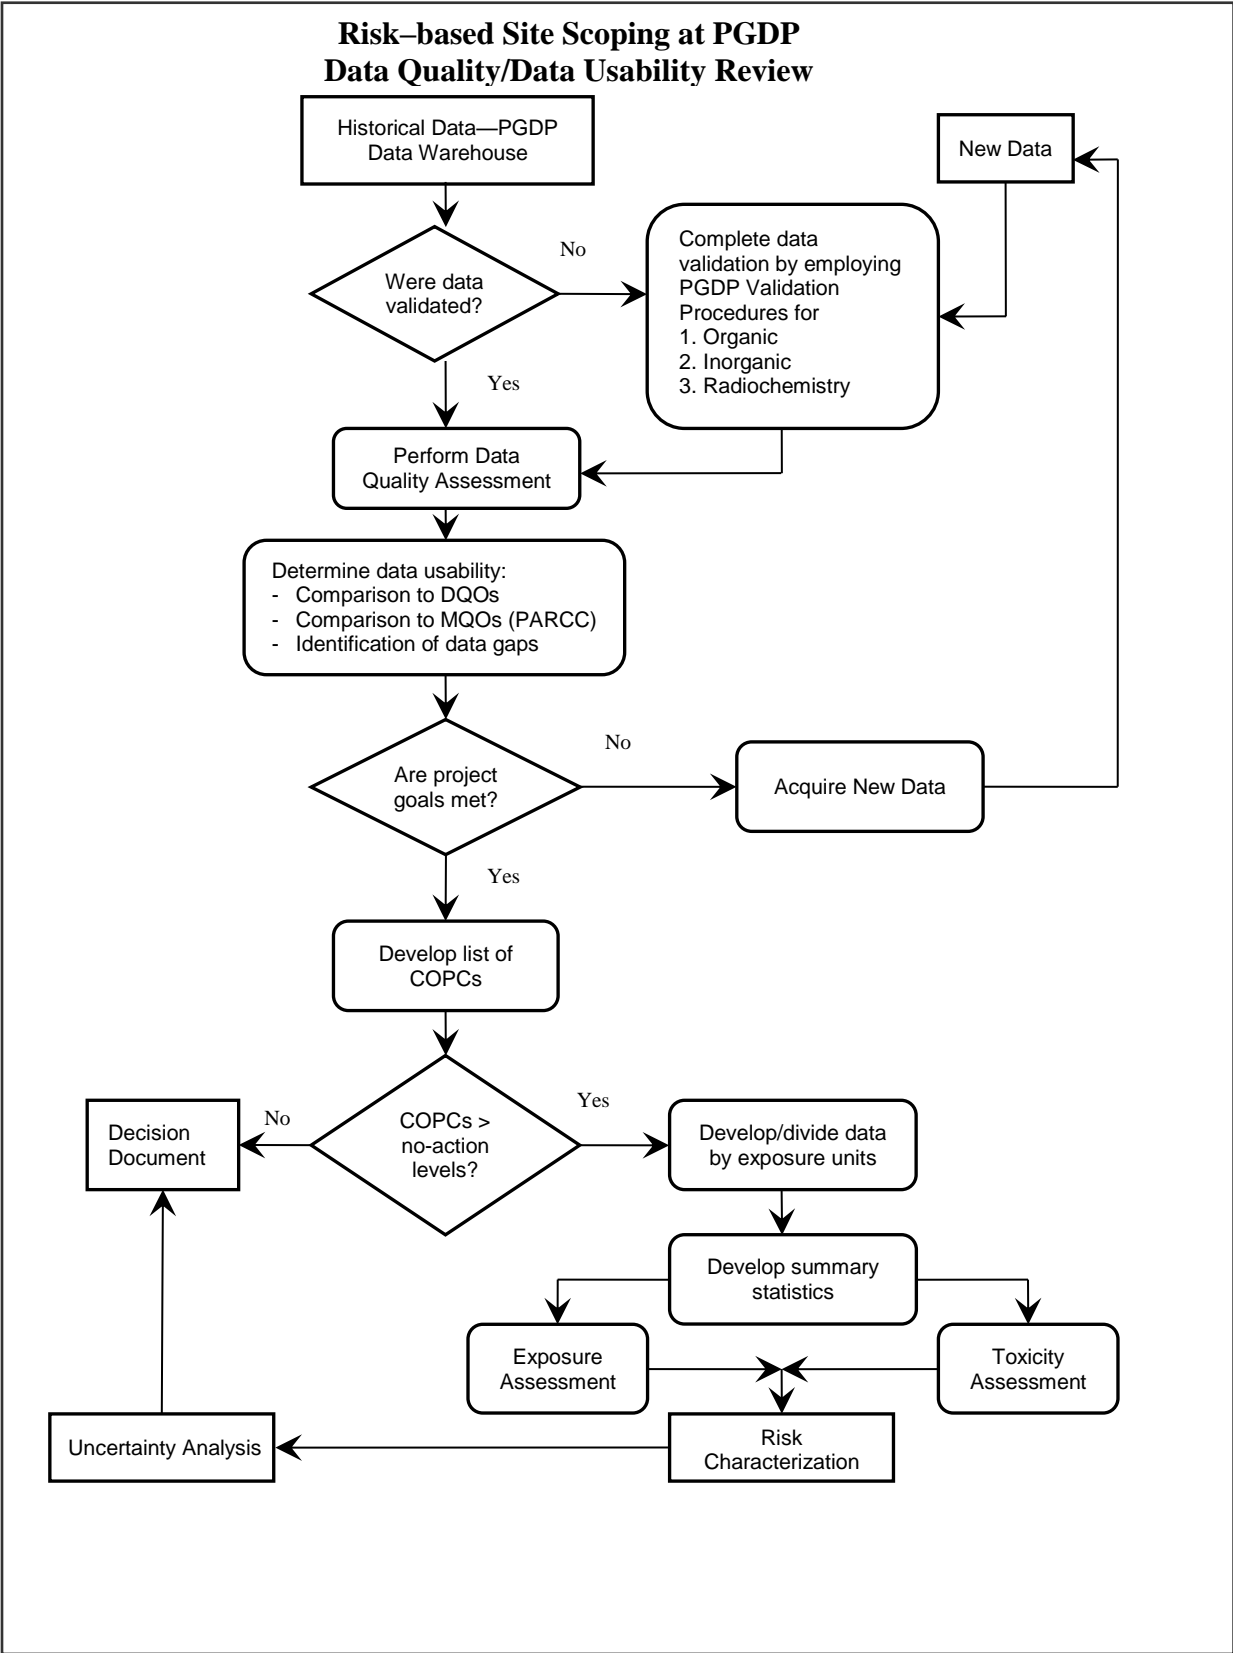 Risk–based Site Scoping at PGDP
Data Quality/Data Usability Review
Historical Data—PGDP
Data Warehouse
New Data
Were data
validated?
No
Complete data
validation by employing
PGDP Validation
Procedures for
1. Organic
2. Inorganic
3. Radiochemistry
Yes
Perform Data
Quality Assessment
Determine data usability:
- Comparison to DQOs
- Comparison to MQOs (PARCC)
- Identification of data gaps
Are project
goals met?
No
Acquire New Data
Yes
Develop list of
COPCs
COPCs >
no-action
levels?
No
Decision
Document
Yes
Develop/divide data
by exposure units
Develop summary
statistics
Exposure
Assessment
Toxicity
Assessment
Risk
Characterization
Uncertainty Analysis